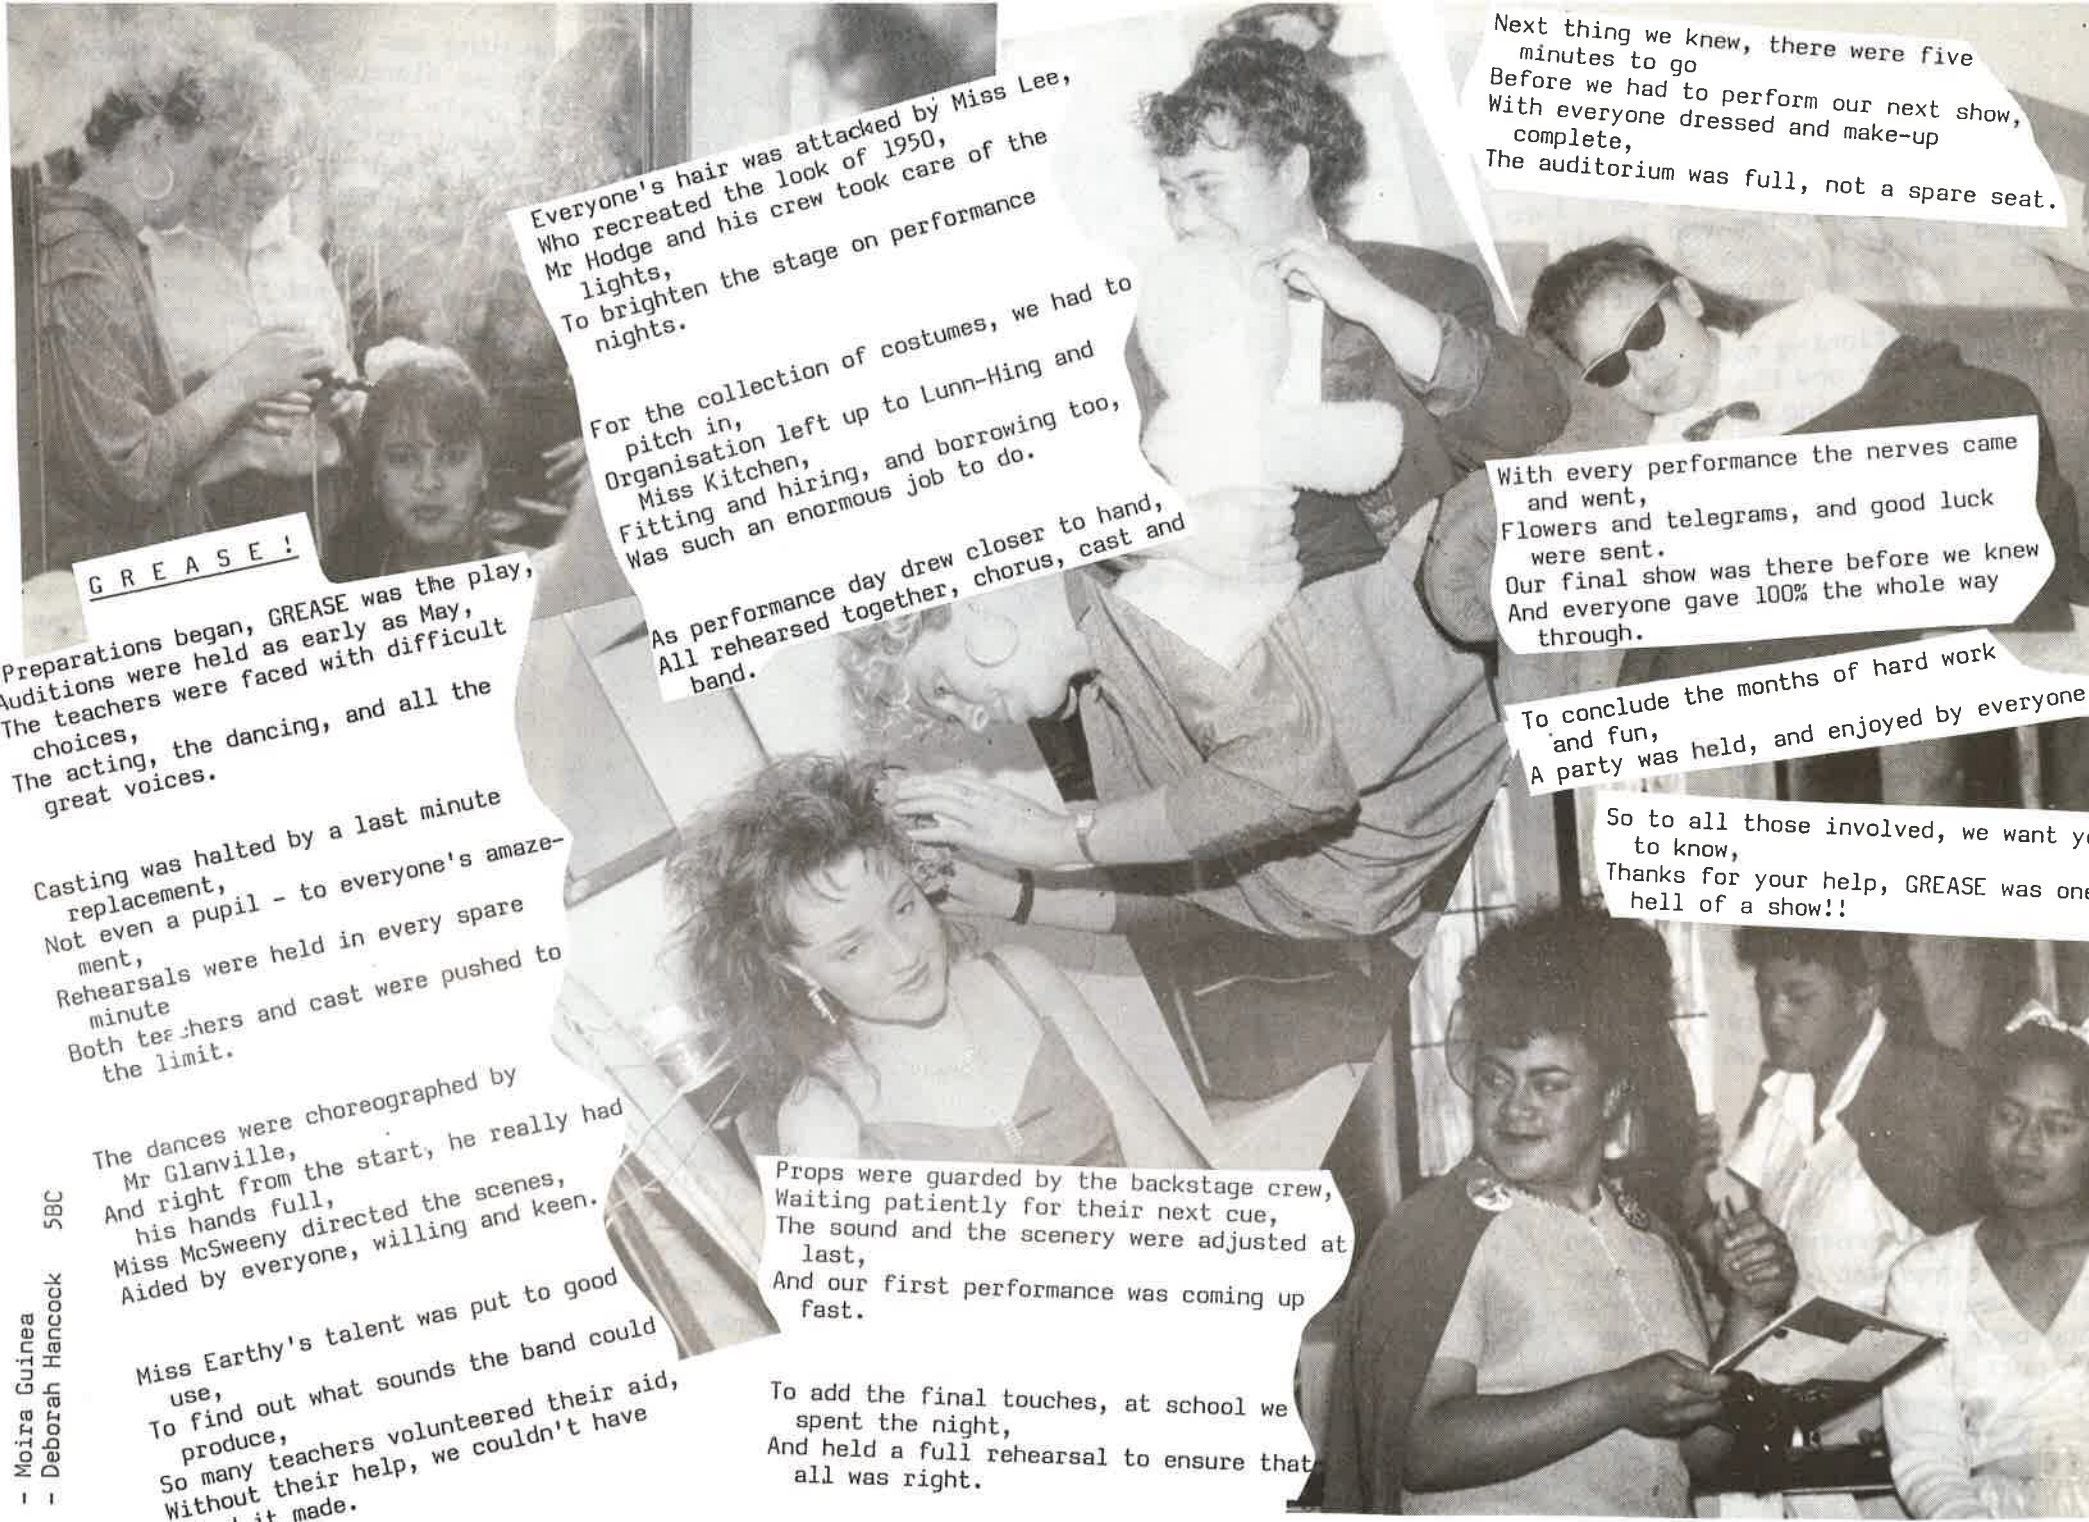 G R E A S E !
Preparations began, GREASE was the play,
Auditions were held as early as May,
The teachers were faced with difficult
choices,
The acting, the dancing, and all the
great voices.
Casting was halted by a last minute
replacement,
Not even a pupil - to everyone's amaze-
ment,
Rehearsals were held in every spare
minute
Both teachers and cast were pushed to
the limit.
The dances were choreographed by
Mr Glanville,
And right from the start, he really had
his hands full,
Miss McSweeny directed the scenes,
Aided by everyone, willing and keen.
Miss Earthy's talent was put to good
use,
To find out what sounds the band could
produce,
So many teachers volunteered their aid,
Without their help, we couldn't have
it made.
Everyone's hair was attacked by Miss Lee,
Who recreated the look of 1950,
Mr Hodge and his crew took care of the
lights,
To brighten the stage on performance
nights.
For the collection of costumes, we had to
pitch in,
Organisation left up to Lunn-Hing and
Miss Kitchen,
Fitting and hiring, and borrowing too,
Was such an enormous job to do.
As performance day drew closer to hand,
All rehearsed together, chorus, cast and
band.
Props were guarded by the backstage crew,
Waiting patiently for their next cue,
The sound and the scenery were adjusted at
last,
And our first performance was coming up
fast.
To add the final touches, at school we
spent the night,
And held a full rehearsal to ensure that
all was right.
Next thing we knew, there were five
minutes to go
Before we had to perform our next show,
With everyone dressed and make-up
complete,
The auditorium was full, not a spare seat.
With every performance the nerves came
and went,
Flowers and telegrams, and good luck
were sent.
Our final show was there before we knew
And everyone gave 100% the whole way
through.
To conclude the months of hard work
and fun,
A party was held, and enjoyed by everyone
So to all those involved, we want
to know,
Thanks for your help, GREASE was one
hell of a show!!
- Moira Guinea
- Deborah Hancock 5BC